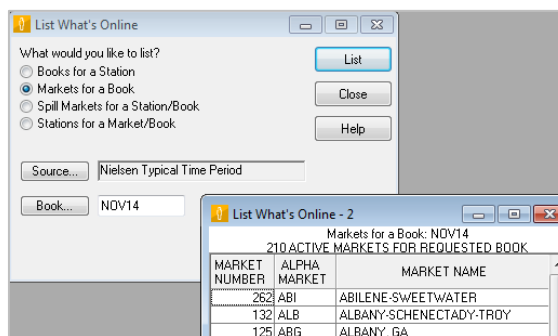 List What's Online
What would you like to list?
Books for a Station
Markets for a Book
Spill Markets for a Station/Book
Stations for a Market/Book
List
Close
Help
Source... Nielsen Typical Time Period
Book... NOV14
List What's Online - 2
Markets for a Book: NOV14
210 ACTIVE MARKETS FOR REQUESTED BOOK
MARKET NUMBER ALPHA MARKET MARKET NAME
262 ABI ABILENE-SWEETWATER
132 ALB ALBANY-SCHENECTADY-TROY
125 ABG ALBANY, GA